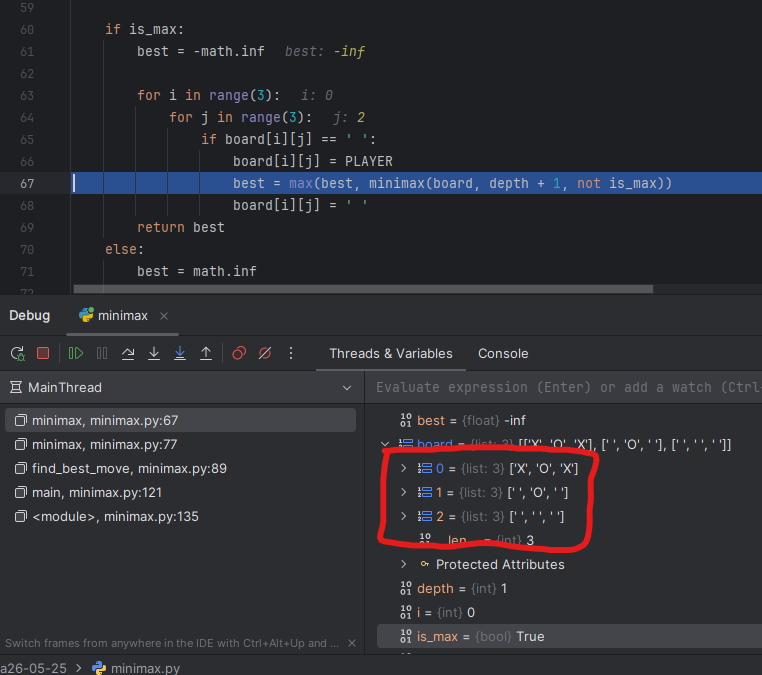 59
60 if is_max:
61 best = -math.inf best: -inf
62
63 for i in range(3): i: 0
64 for j in range(3): j: 2
65 if board[i][j] == ' ':
66 board[i][j] = PLAYER
67 best = max(best, minimax(board, depth + 1, not is_max))
68 board[i][j] = ' '
69 return best
70 else:
71 best = math.inf
72
Debug minimax
Threads & Variables Console
MainThread
Evaluate expression (Enter) or add a watch (Ctrl+
minimax, minimax.py:67
minimax, minimax.py:77
find_best_move, minimax.py:89
main, minimax.py:121
<module>, minimax.py:135
best = {float} -inf
board = {list: 3} [['X', 'O', 'X'], [' ', 'O', ' '], [' ', ' ', ' ']]
0 = {list: 3} ['X', 'O', 'X']
1 = {list: 3} [' ', 'O', ' ']
2 = {list: 3} [' ', ' ', ' ']
__len__ = {int} 3
Protected Attributes
depth = {int} 1
i = {int} 0
is_max = {bool} True
Switch frames from anywhere in the IDE with Ctrl+Alt+Up and ...
a26-05-25 > minimax.py